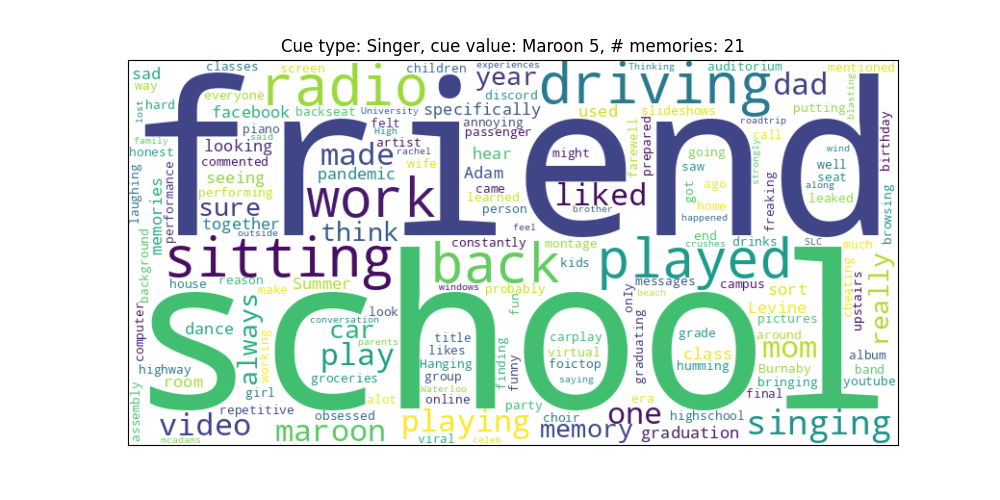 Cue type: Singer, cue value: Maroon 5, # memories: 21
sad classes screen children experiences Thinking auditorium mentioned
way radio year driving dad
lost hard everyone facebook backseat University specifically discord used slideshows putting blasting
family honest piano said felt High artist annoying passenger farewell prepared roadtrip call birthday
looking commented made rachel wife hear might going saw strongly wind well seat
friend
laughing memories performance seeing performing pandemic Adam came learned person brother liked got ago home freaking along leaked browsing
sure together outside work think feel happened
background sitting constantly montage end crushes drinks SLC much
back kids played really
house reason make Summer windows probably fun messages only campus sort cheating upstairs
school
computer dance always car look conversation parents title likes carplay beach grade Levine pictures around
highway room working play Hanging group finding funny virtual foictop graduating class humming mom Burnaby album band
groceries girl Waterloo online saying era bringing youtube
assembly repetitive obsessed alot party choir highschool final
video maroon playing memory one graduation singing
mcadams viral celeb